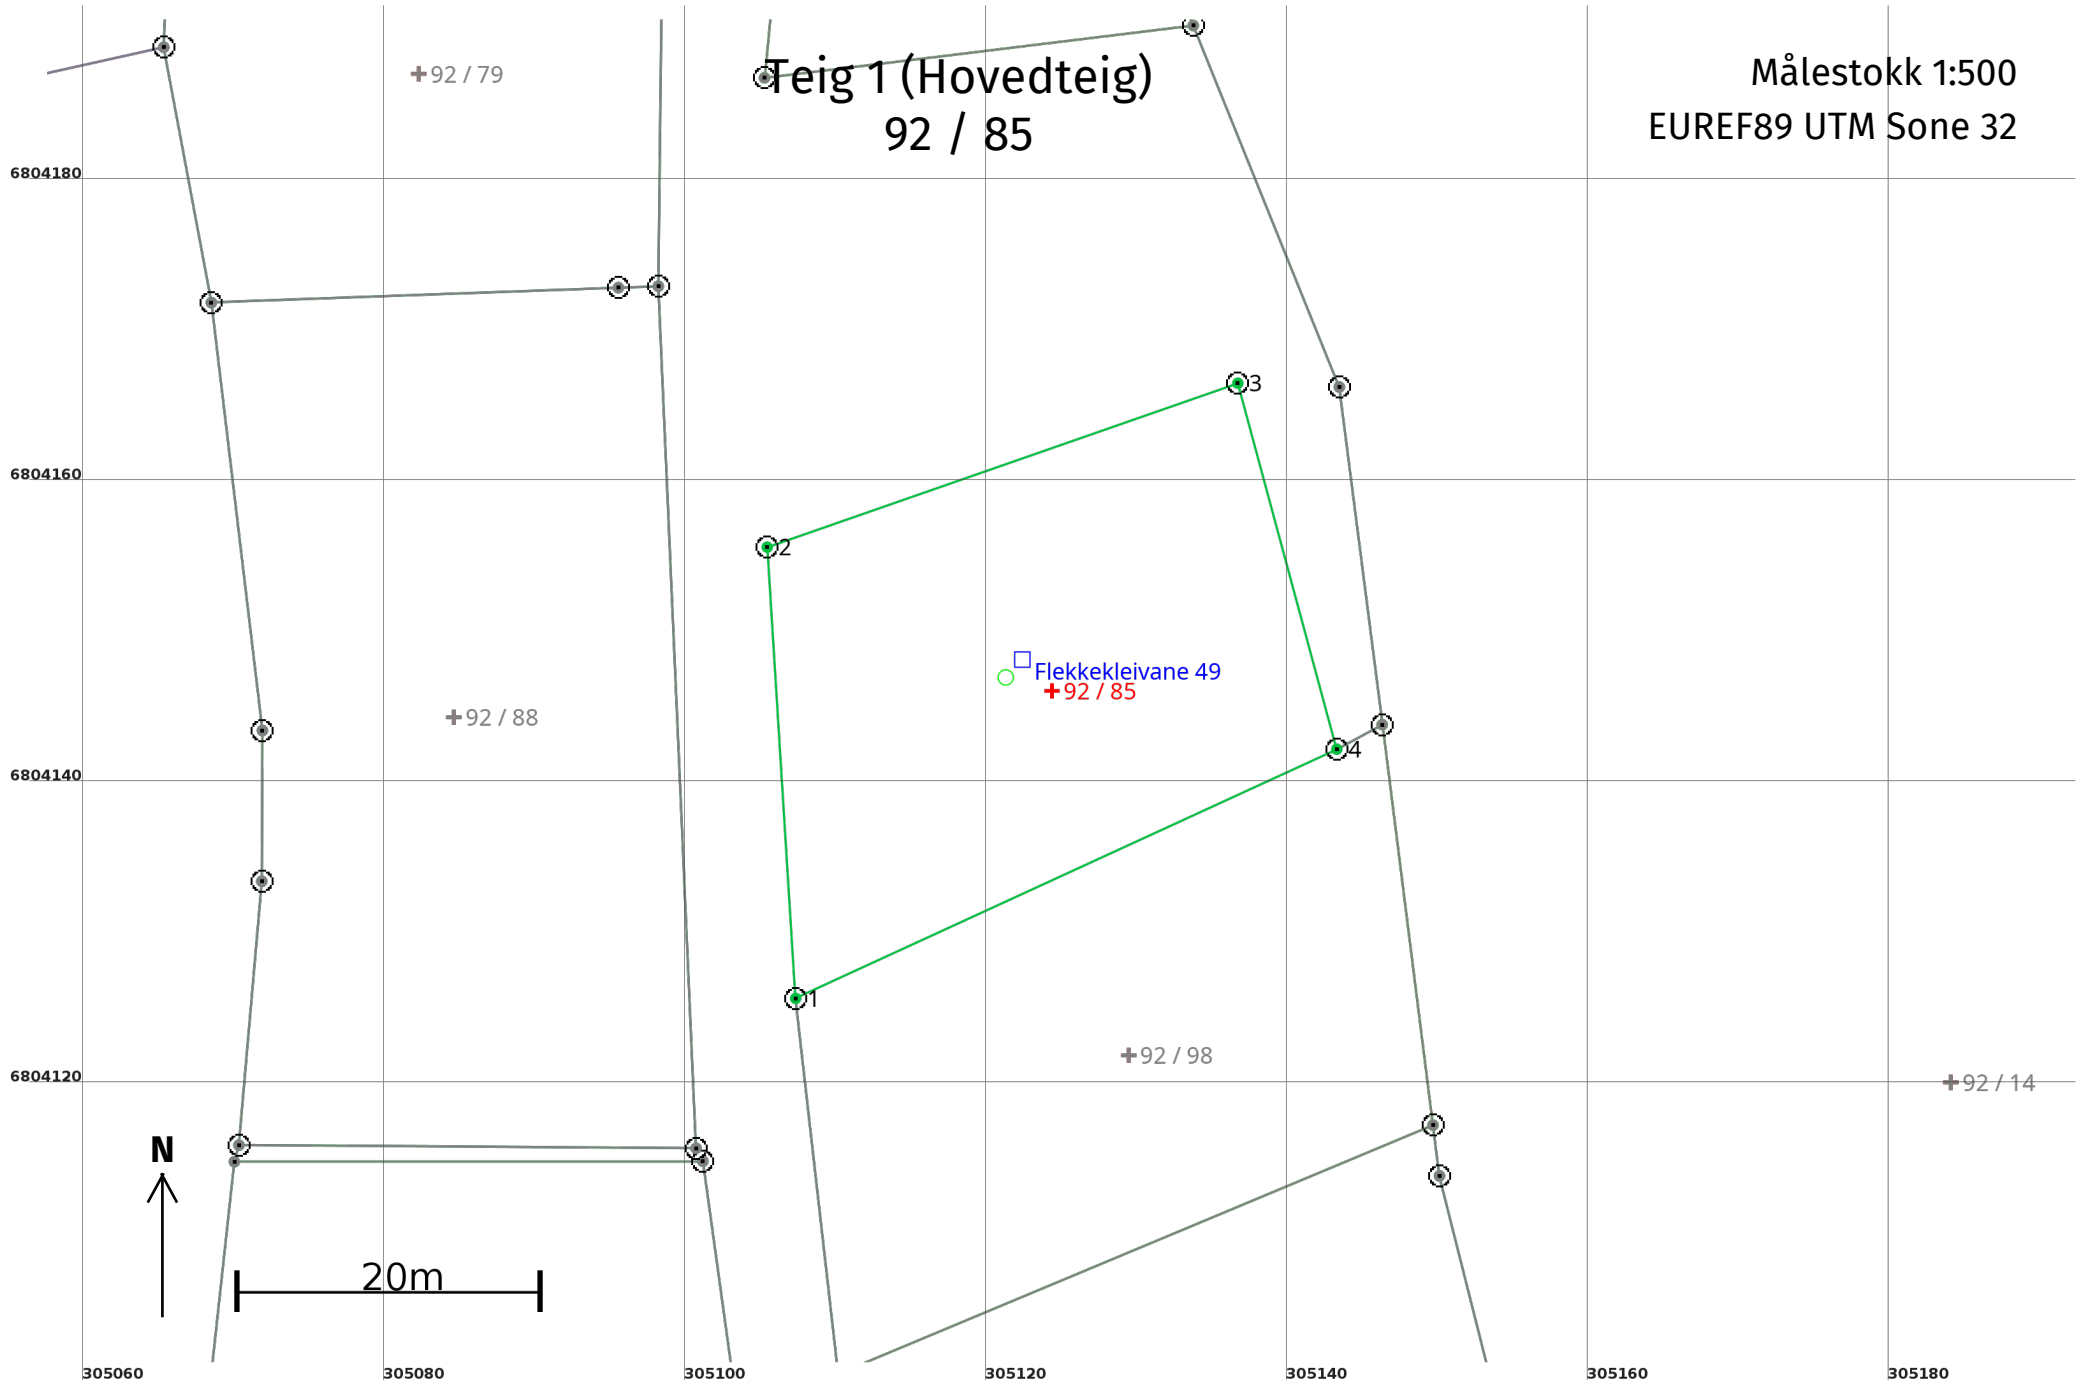 Teig 1 (Hovedteig)
92 / 85
Målestokk 1:500
EUREF89 UTM Sone 32
92 / 79
6804180
3
6804160
2
Flekkekleivane 49
92 / 85
92 / 88
4
6804140
1
92 / 98
6804120
92 / 14
N
20m
305060
305080
305100
305120
305140
305160
305180